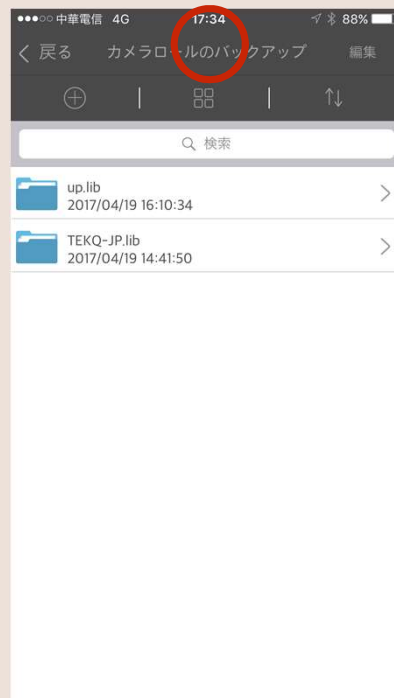 中華電信 4G 17:34 88%
戻る カメラロールのバックアップ 編集
検索
up.lib
2017/04/19 16:10:34
TEKQ-JP.lib
2017/04/19 14:41:50